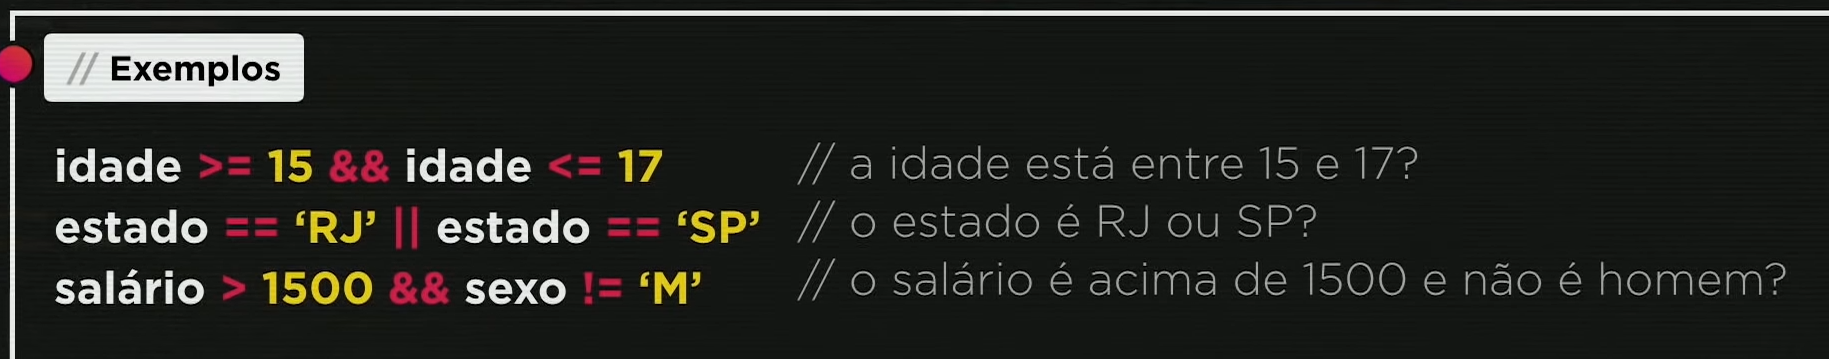 // Exemplos
idade >= 15 && idade <= 17 // a idade está entre 15 e 17?
estado == ‘RJ’ || estado == ‘SP’ // o estado é RJ ou SP?
salário > 1500 && sexo != ‘M’ // o salário é acima de 1500 e não é homem?